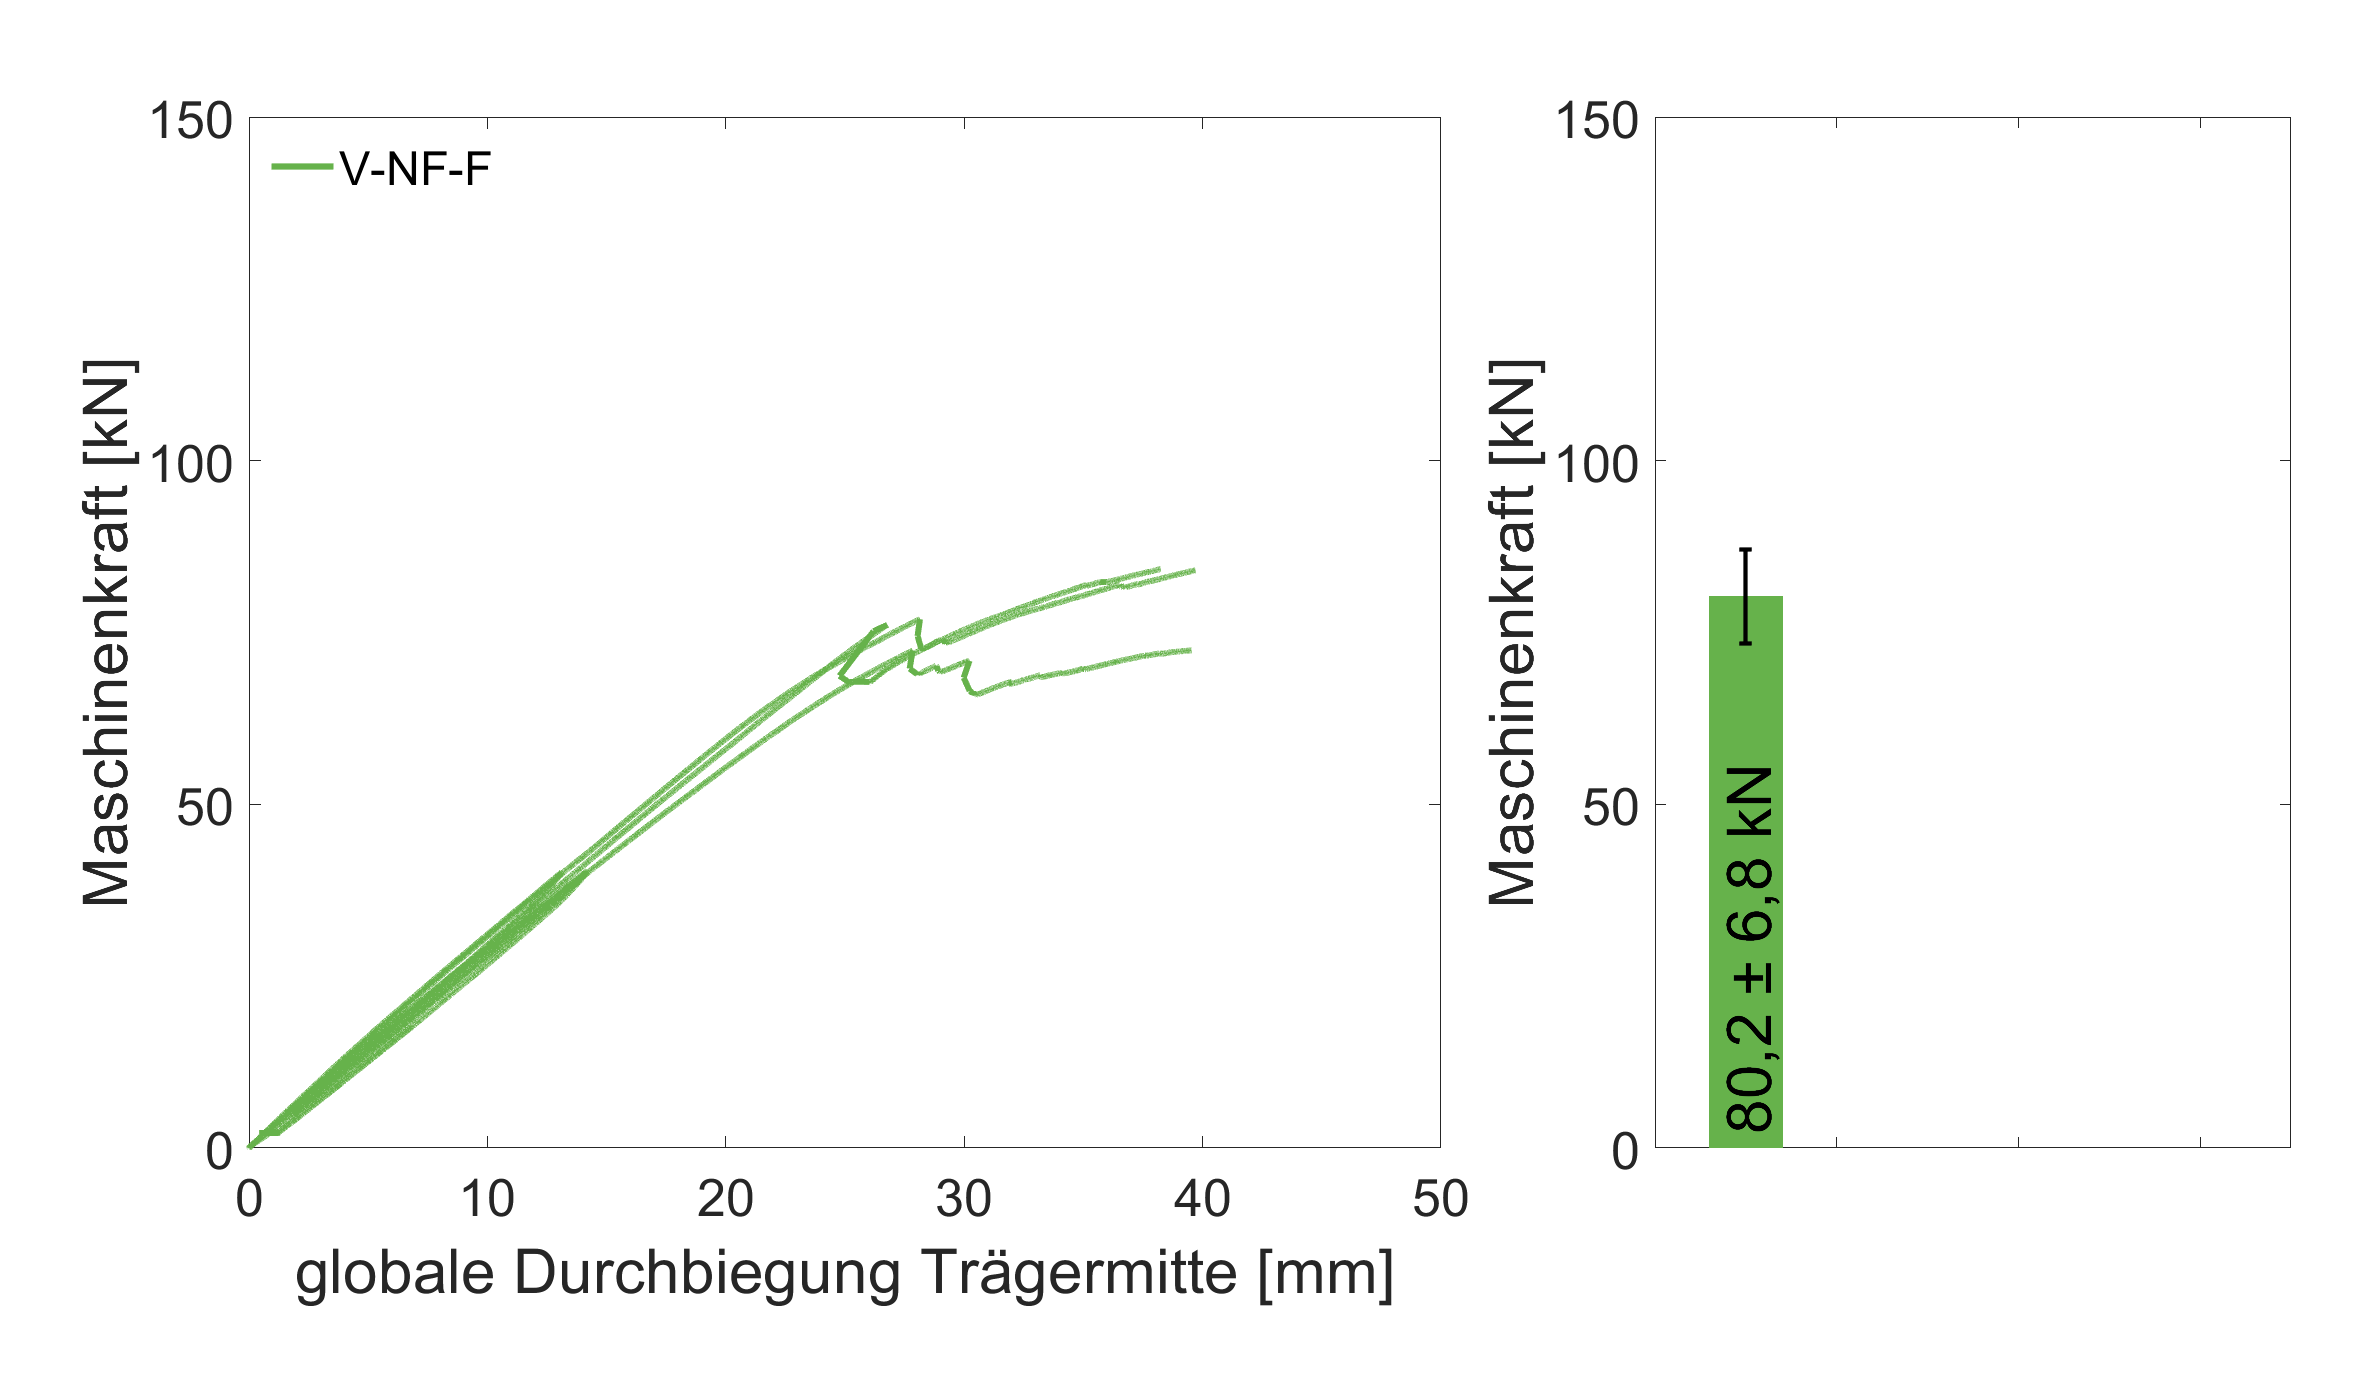 150
V-NF-F
100
50
0
Maschinenkraft [kN]
0 10 20 30 40 50
globale Durchbiegung Trägermitte [mm]
150
100
50
0
Maschinenkraft [kN]
80,2 ± 6,8 kN